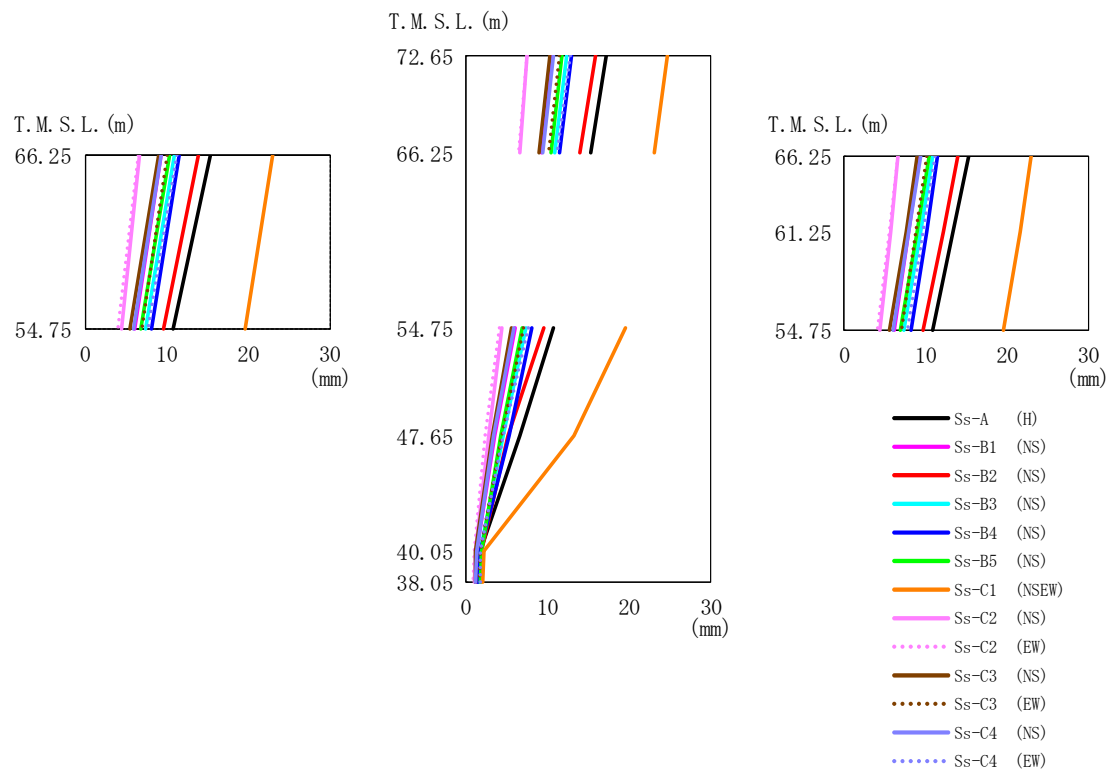 T.M.S.L.(m)
72.65
66.25
54.75
47.65
40.05
38.05
0 10 20 30
(mm)
T.M.S.L.(m)
66.25
54.75
0 10 20 30
(mm)
T.M.S.L.(m)
66.25
61.25
54.75
0 10 20 30
(mm)
Ss-A (H)
Ss-B1 (NS)
Ss-B2 (NS)
Ss-B3 (NS)
Ss-B4 (NS)
Ss-B5 (NS)
Ss-C1 (NSEW)
Ss-C2 (NS)
Ss-C2 (EW)
Ss-C3 (NS)
Ss-C3 (EW)
Ss-C4 (NS)
Ss-C4 (EW)